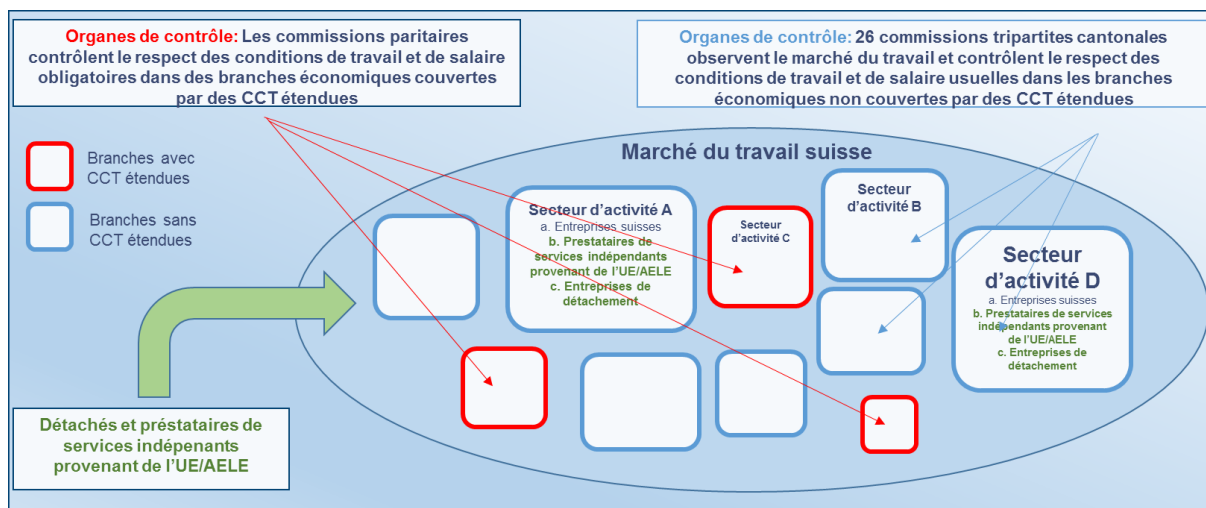 Organes de contrôle: Les commissions paritaires
contrôlent le respect des conditions de travail et de salaire
obligatoires dans des branches économiques couvertes
par des CCT étendues
Organes de contrôle: 26 commissions tripartites cantonales
observent le marché du travail et contrôlent le respect des
conditions de travail et de salaire usuelles dans les branches
économiques non couvertes par des CCT étendues
Branches avec
CCT étendues
Branches sans
CCT étendues
Marché du travail suisse
Secteur d'activité A
a. Entreprises suisses
b. Prestataires de
services indépendants
provenant de l'UE/AELE
c. Entreprises de
détachement
Secteur
d'activité C
Secteur
d'activité B
Secteur
d'activité D
a. Entreprises suisses
b. Prestataires de services
indépendants provenant
de l'UE/AELE
c. Entreprises de
détachement
Détachés et préstataires de
services indépenants
provenant de l'UE/AELE